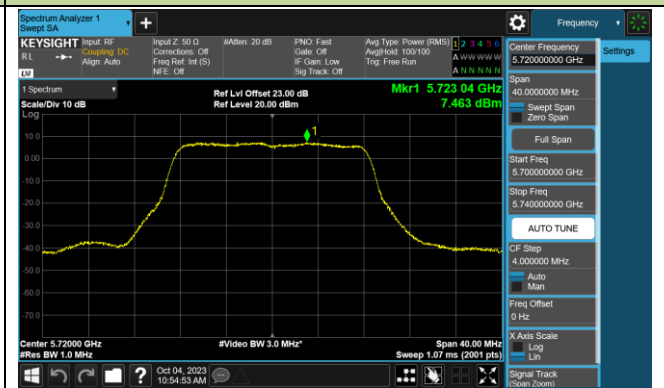 Spectrum Analyzer 1
Swept SA
+
Frequency
KEYSIGHT
RL
Input: RF
Coupling: DC
Align: Auto
Input Z: 50 Ω
Corrections: Off
Freq Ref: Int (S)
NFE: Off
#Atten: 20 dB
PNO: Fast
Gate: Off
IF Gain: Low
Sig Track: Off
Avg Type: Power (RMS)
Avg|Hold: 100/100
Trig: Free Run
1 2 3 4 5 6
A W W W W W
A N N N N N
LXI
1 Spectrum
Scale/Div 10 dB
Log
Ref Lvl Offset 23.00 dB
Ref Level 20.00 dBm
Mkr1 5.723 04 GHz
7.463 dBm
1
10.0
0.00
-10.0
-20.0
-30.0
-40.0
-50.0
-60.0
-70.0
Center 5.72000 GHz
#Res BW 1.0 MHz
#Video BW 3.0 MHz*
Span 40.00 MHz
Sweep 1.07 ms (2001 pts)
?
Oct 04, 2023
10:54:53 AM
Center Frequency
5.720000000 GHz
Span
40.0000000 MHz
Swept Span
Zero Span
Full Span
Start Freq
5.700000000 GHz
Stop Freq
5.740000000 GHz
AUTO TUNE
CF Step
4.000000 MHz
Auto
Man
Freq Offset
0 Hz
X Axis Scale
Log
Lin
Signal Track
(Span Zoom)
Settings